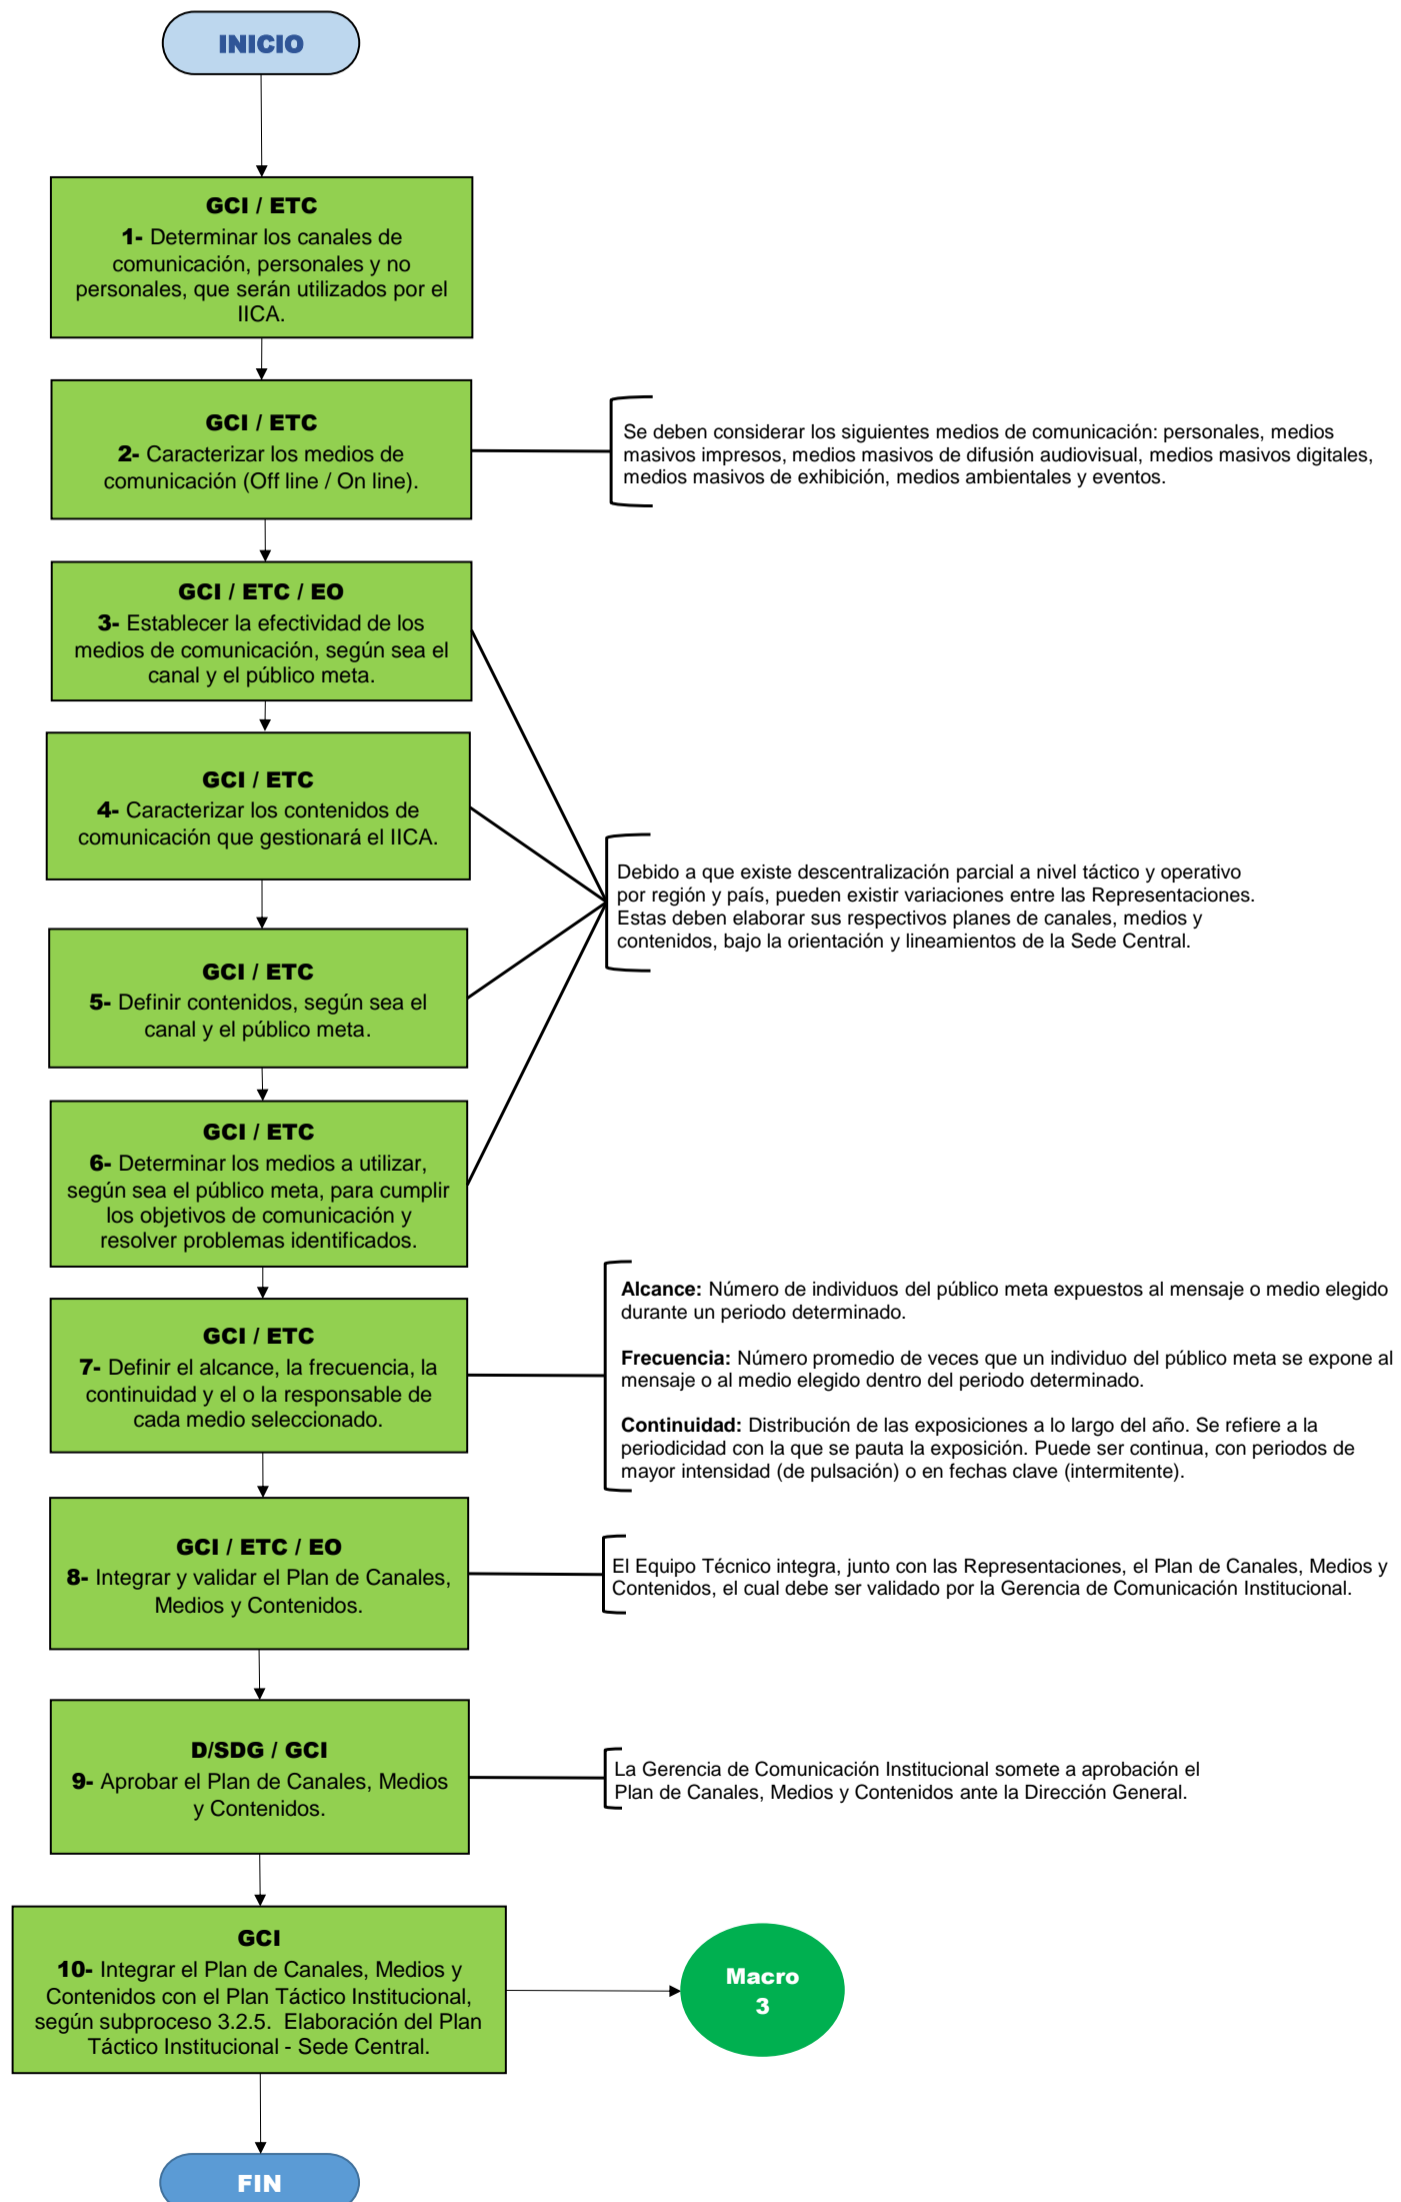 INICIO
GCI / ETC
1- Determinar los canales de
comunicación, personales y no
personales, que serán utilizados por el
IICA.
GCI / ETC
2- Caracterizar los medios de
comunicación (Off line / On line).
Se deben considerar los siguientes medios de comunicación: personales, medios
masivos impresos, medios masivos de difusión audiovisual, medios masivos digitales,
medios masivos de exhibición, medios ambientales y eventos.
GCI / ETC / EO
3- Establecer la efectividad de los
medios de comunicación, según sea el
canal y el público meta.
GCI / ETC
4- Caracterizar los contenidos de
comunicación que gestionará el IICA.
Debido a que existe descentralización parcial a nivel táctico y operativo
por región y país, pueden existir variaciones entre las Representaciones.
Estas deben elaborar sus respectivos planes de canales, medios y
contenidos, bajo la orientación y lineamientos de la Sede Central.
GCI / ETC
5- Definir contenidos, según sea el
canal y el público meta.
GCI / ETC
6- Determinar los medios a utilizar,
según sea el público meta, para cumplir
los objetivos de comunicación y
resolver problemas identificados.
GCI / ETC
7- Definir el alcance, la frecuencia, la
continuidad y el o la responsable de
cada medio seleccionado.
Alcance: Número de individuos del público meta expuestos al mensaje o medio elegido
durante un periodo determinado.
Frecuencia: Número promedio de veces que un individuo del público meta se expone al
mensaje o al medio elegido dentro del periodo determinado.
Continuidad: Distribución de las exposiciones a lo largo del año. Se refiere a la
periodicidad con la que se pauta la exposición. Puede ser continua, con periodos de
mayor intensidad (de pulsación) o en fechas clave (intermitente).
GCI / ETC / EO
8- Integrar y validar el Plan de Canales,
Medios y Contenidos.
El Equipo Técnico integra, junto con las Representaciones, el Plan de Canales, Medios y
Contenidos, el cual debe ser validado por la Gerencia de Comunicación Institucional.
D/SDG / GCI
9- Aprobar el Plan de Canales, Medios
y Contenidos.
La Gerencia de Comunicación Institucional somete a aprobación el
Plan de Canales, Medios y Contenidos ante la Dirección General.
GCI
10- Integrar el Plan de Canales, Medios y
Contenidos con el Plan Táctico Institucional,
según subproceso 3.2.5. Elaboración del Plan
Táctico Institucional - Sede Central.
Macro
3
FIN